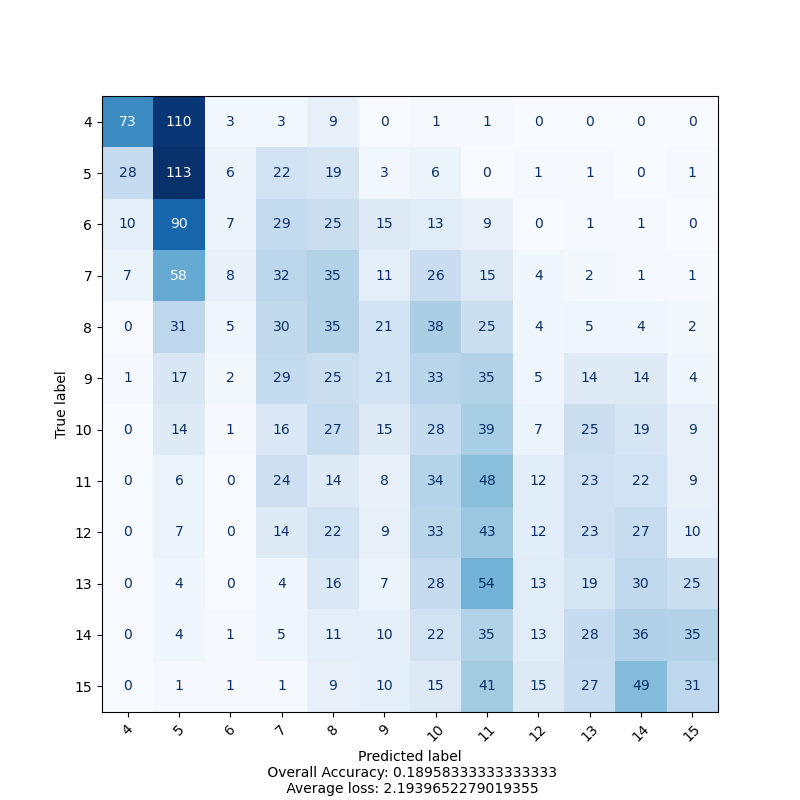 4 73 110 3 3 9 0 1 1 0 0 0 0
5 28 113 6 22 19 3 6 0 1 1 0 1
6 10 90 7 29 25 15 13 9 0 1 1 0
7 7 58 8 32 35 11 26 15 4 2 1 1
8 0 31 5 30 35 21 38 25 4 5 4 2
9 1 17 2 29 25 21 33 35 5 14 14 4
True label
10 0 14 1 16 27 15 28 39 7 25 19 9
11 0 6 0 24 14 8 34 48 12 23 22 9
12 0 7 0 14 22 9 33 43 12 23 27 10
13 0 4 0 4 16 7 28 54 13 19 30 25
14 0 4 1 5 11 10 22 35 13 28 36 35
15 0 1 1 1 9 10 15 41 15 27 49 31
4 5 6 7 8 9 10 11 12 13 14 15
Predicted label
Overall Accuracy: 0.18958333333333333
Average loss: 2.1939652279019355